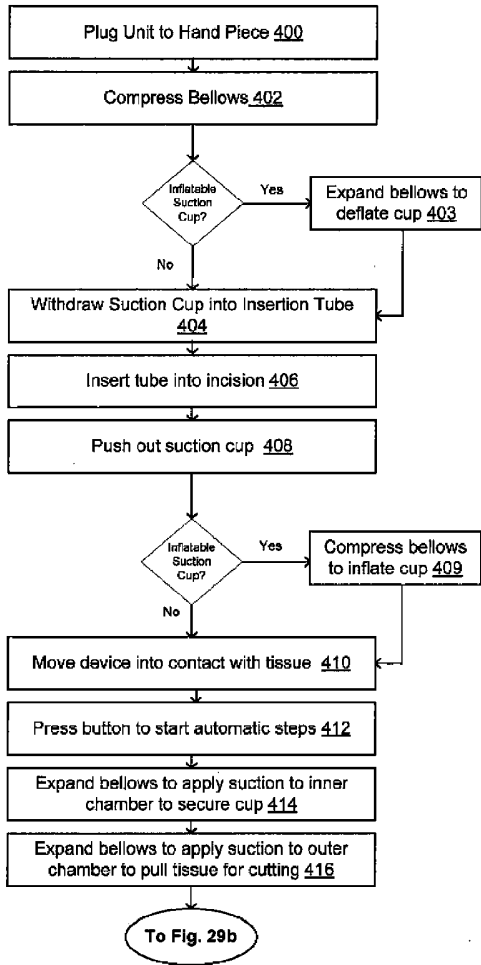 Plug Unit to Hand Piece 400
Compress Bellows 402
Inflatable
Suction
Cup?
Yes
Expand bellows to
deflate cup 403
No
Withdraw Suction Cup into Insertion Tube
404
Insert tube into incision 406
Push out suction cup 408
Inflatable
Suction
Cup?
Yes
Compress bellows
to inflate cup 409
No
Move device into contact with tissue 410
Press button to start automatic steps 412
Expand bellows to apply suction to inner
chamber to secure cup 414
Expand bellows to apply suction to outer
chamber to pull tissue for cutting 416
To Fig. 29b